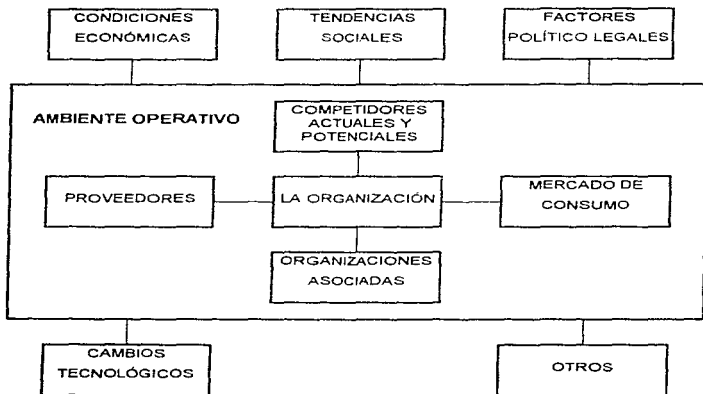 CONDICIONES
ECONÓMICAS
TENDENCIAS
SOCIALES
FACTORES
POLÍTICO LEGALES
AMBIENTE OPERATIVO
COMPETIDORES
ACTUALES Y
POTENCIALES
PROVEEDORES
LA ORGANIZACIÓN
MERCADO DE
CONSUMO
ORGANIZACIONES
ASOCIADAS
CAMBIOS
TECNOLÓGICOS
OTROS